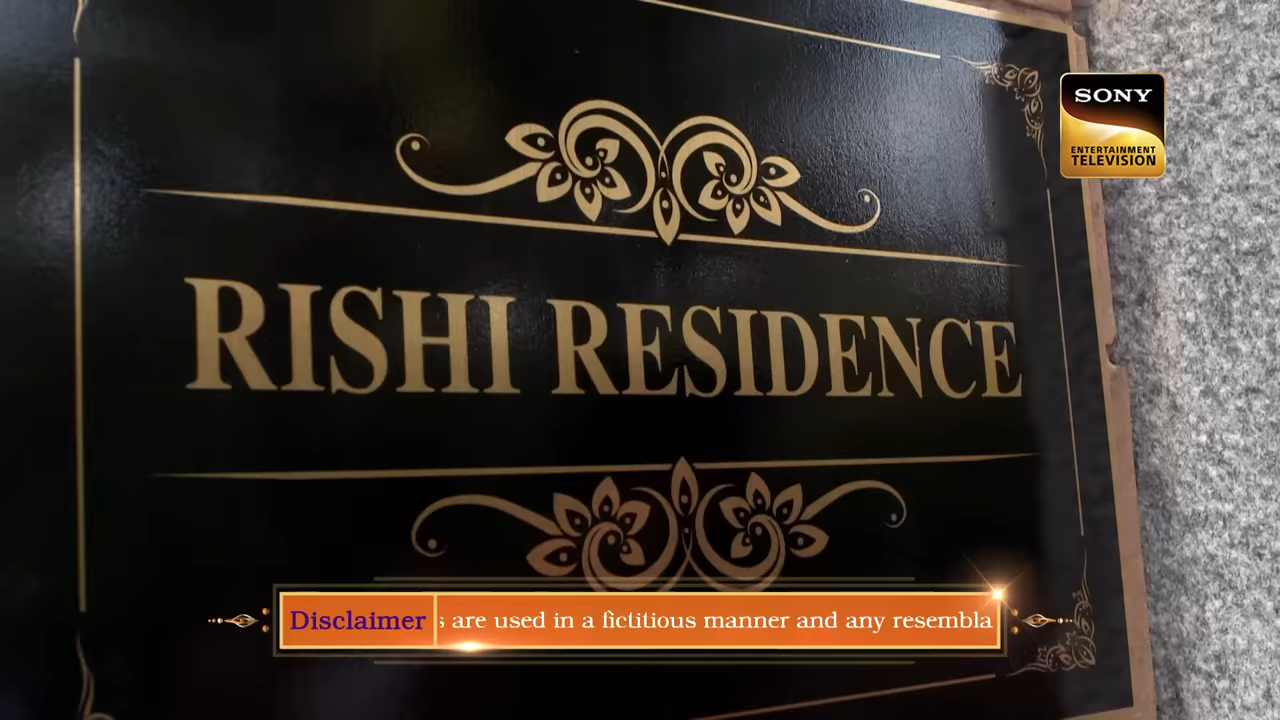 SONY
ENTERTAINMENT
TELEVISION
RISHI RESIDENCE
Disclaimer are used in a fictitious manner and any resembla